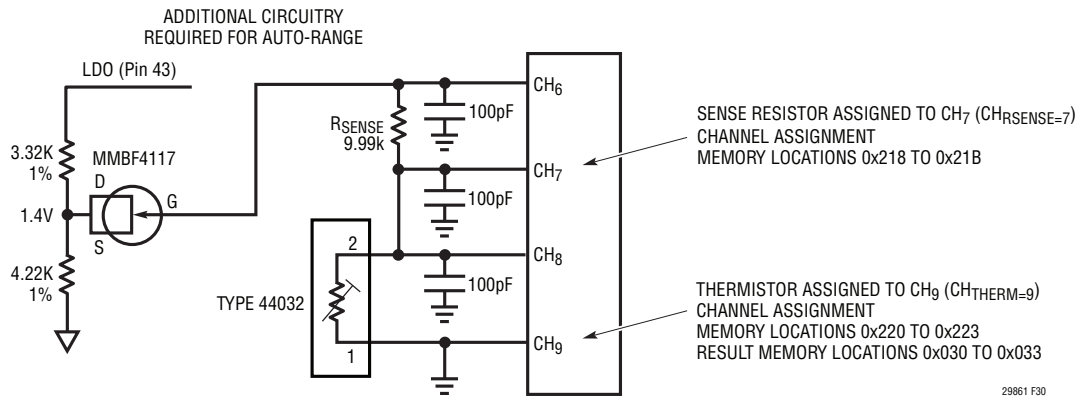 ADDITIONAL CIRCUITRY
REQUIRED FOR AUTO-RANGE
LDO (Pin 43)
3.32K
1%
MMBF4117
D
G
S
1.4V
4.22K
1%
RSENSE
9.99k
100pF
100pF
100pF
CH6
CH7
CH8
CH9
2
TYPE 44032
1
SENSE RESISTOR ASSIGNED TO CH7 (CHRSENSE=7)
CHANNEL ASSIGNMENT
MEMORY LOCATIONS 0x218 TO 0x21B
THERMISTOR ASSIGNED TO CH9 (CHTHERM=9)
CHANNEL ASSIGNMENT
MEMORY LOCATIONS 0x220 TO 0x223
RESULT MEMORY LOCATIONS 0x030 TO 0x033
29861 F30